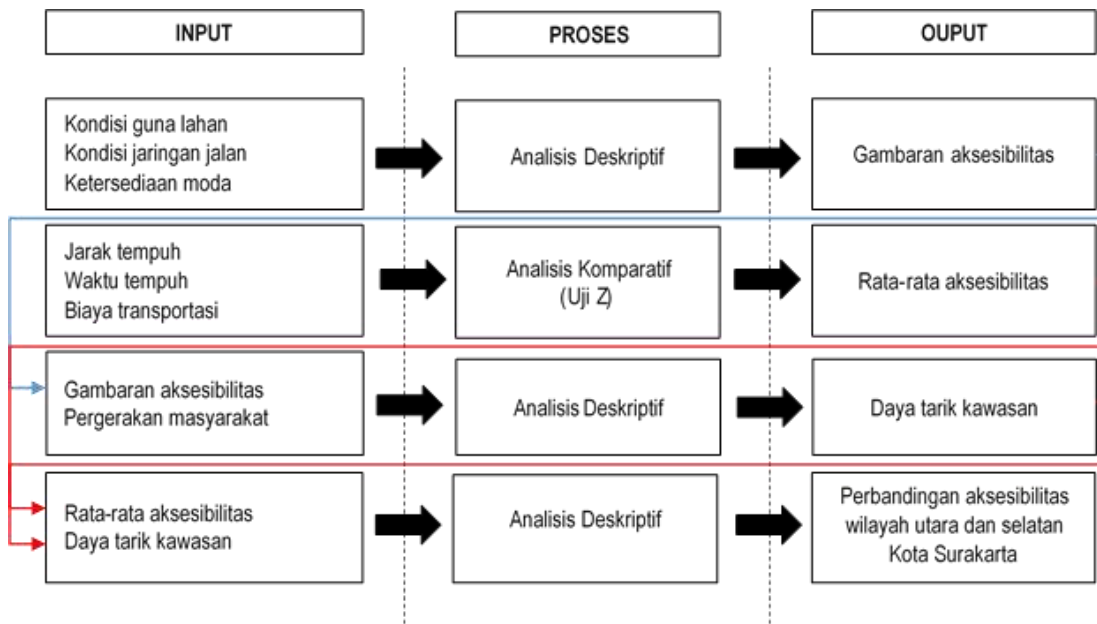 INPUT
PROSES
OUPUT
Kondisi guna lahan
Kondisi jaringan jalan
Ketersediaan moda
Analisis Deskriptif
Gambaran aksesibilitas
Jarak tempuh
Waktu tempuh
Biaya transportasi
Analisis Komparatif
(Uji Z)
Rata-rata aksesibilitas
Gambaran aksesibilitas
Pergerakan masyarakat
Analisis Deskriptif
Daya tarik kawasan
Rata-rata aksesibilitas
Daya tarik kawasan
Analisis Deskriptif
Perbandingan aksesibilitas
wilayah utara dan selatan
Kota Surakarta